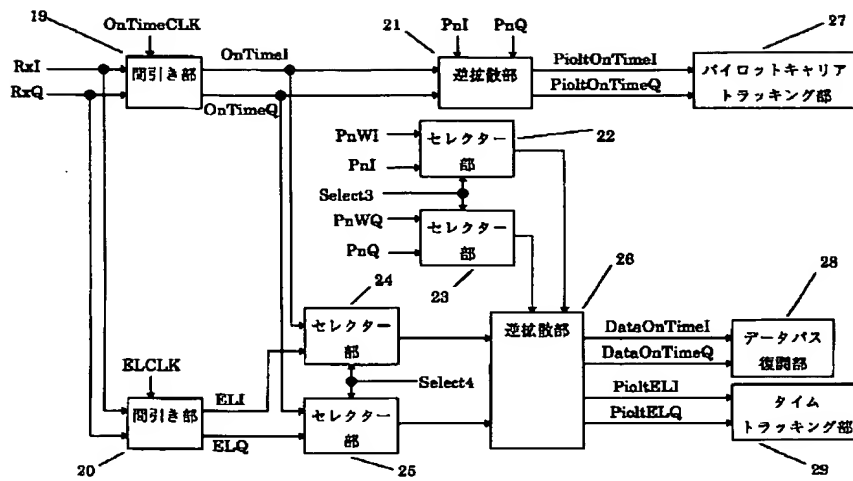 19
OnTimeCLK
RxI
RxQ
間引き部
OnTimeI
OnTimeQ
21
PnI
PnQ
逆拡散部
PioltOnTimeI
PioltOnTimeQ
27
パイロットキャリア
トラッキング部
PnWI
PnI
セレクター
部
22
Select3
PnWQ
PnQ
セレクター
部
23
24
セレクター
部
26
逆拡散部
DataOnTimeI
DataOnTimeQ
28
データパス
復調部
ELCLK
間引き部
20
ELI
ELQ
Select4
セレクター
部
25
PioltELI
PioltELQ
タイム
トラッキング部
29